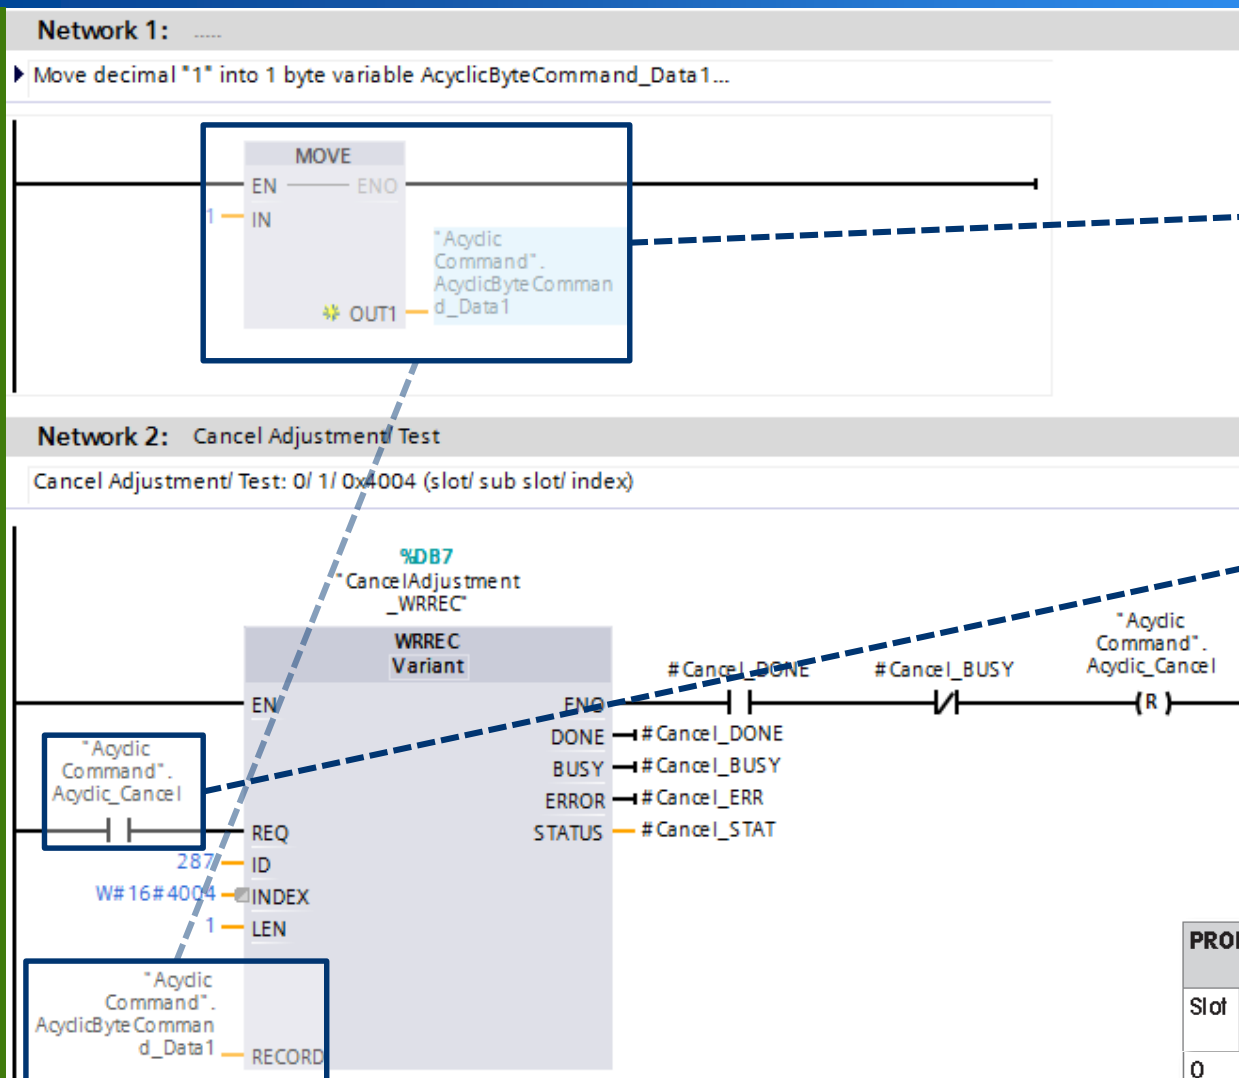 Network 1: .....
Move decimal "1" into 1 byte variable AcyclicByteCommand_Data1...
MOVE
EN ENO
1 IN
"Acyclic
Command".
AcyclicByteComman
d_Data1
OUT1
Network 2: Cancel Adjustment/ Test
Cancel Adjustment/ Test: 0/ 1/ 0x4004 (slot/ sub slot/ index)
%DB7
"CancelAdjustment
_WRREC"
WRREC
Variant
"Acyclic
Command".
Acyclic_Cancel
#Cancel_DONE #Cancel_BUSY
EN ENO
( R )
DONE #Cancel_DONE
BUSY #Cancel_BUSY
ERROR #Cancel_ERR
STATUS #Cancel_STAT
"Acyclic
Command".
Acyclic_Cancel
REQ
287 ID
W#16#4004 INDEX
1 LEN
"Acyclic
Command".
AcyclicByteComman
d_Data1
RECORD
Slot
0